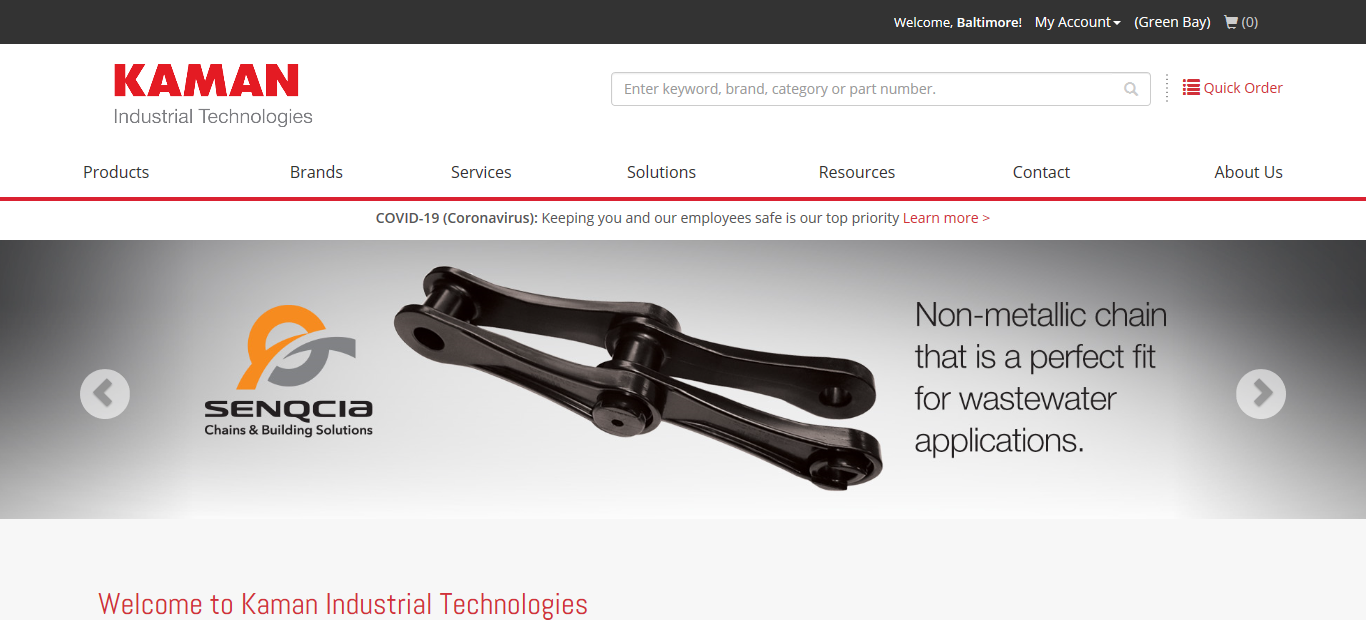 Welcome, Baltimore! My Account (Green Bay) (0)
KAMAN
Industrial Technologies
Enter keyword, brand, category or part number.
Quick Order
Products Brands Services Solutions Resources Contact About Us
COVID-19 (Coronavirus): Keeping you and our employees safe is our top priority Learn more >
SENQCIA
Chains & Building Solutions
Non-metallic chain
that is a perfect fit
for wastewater
applications.
Welcome to Kaman Industrial Technologies